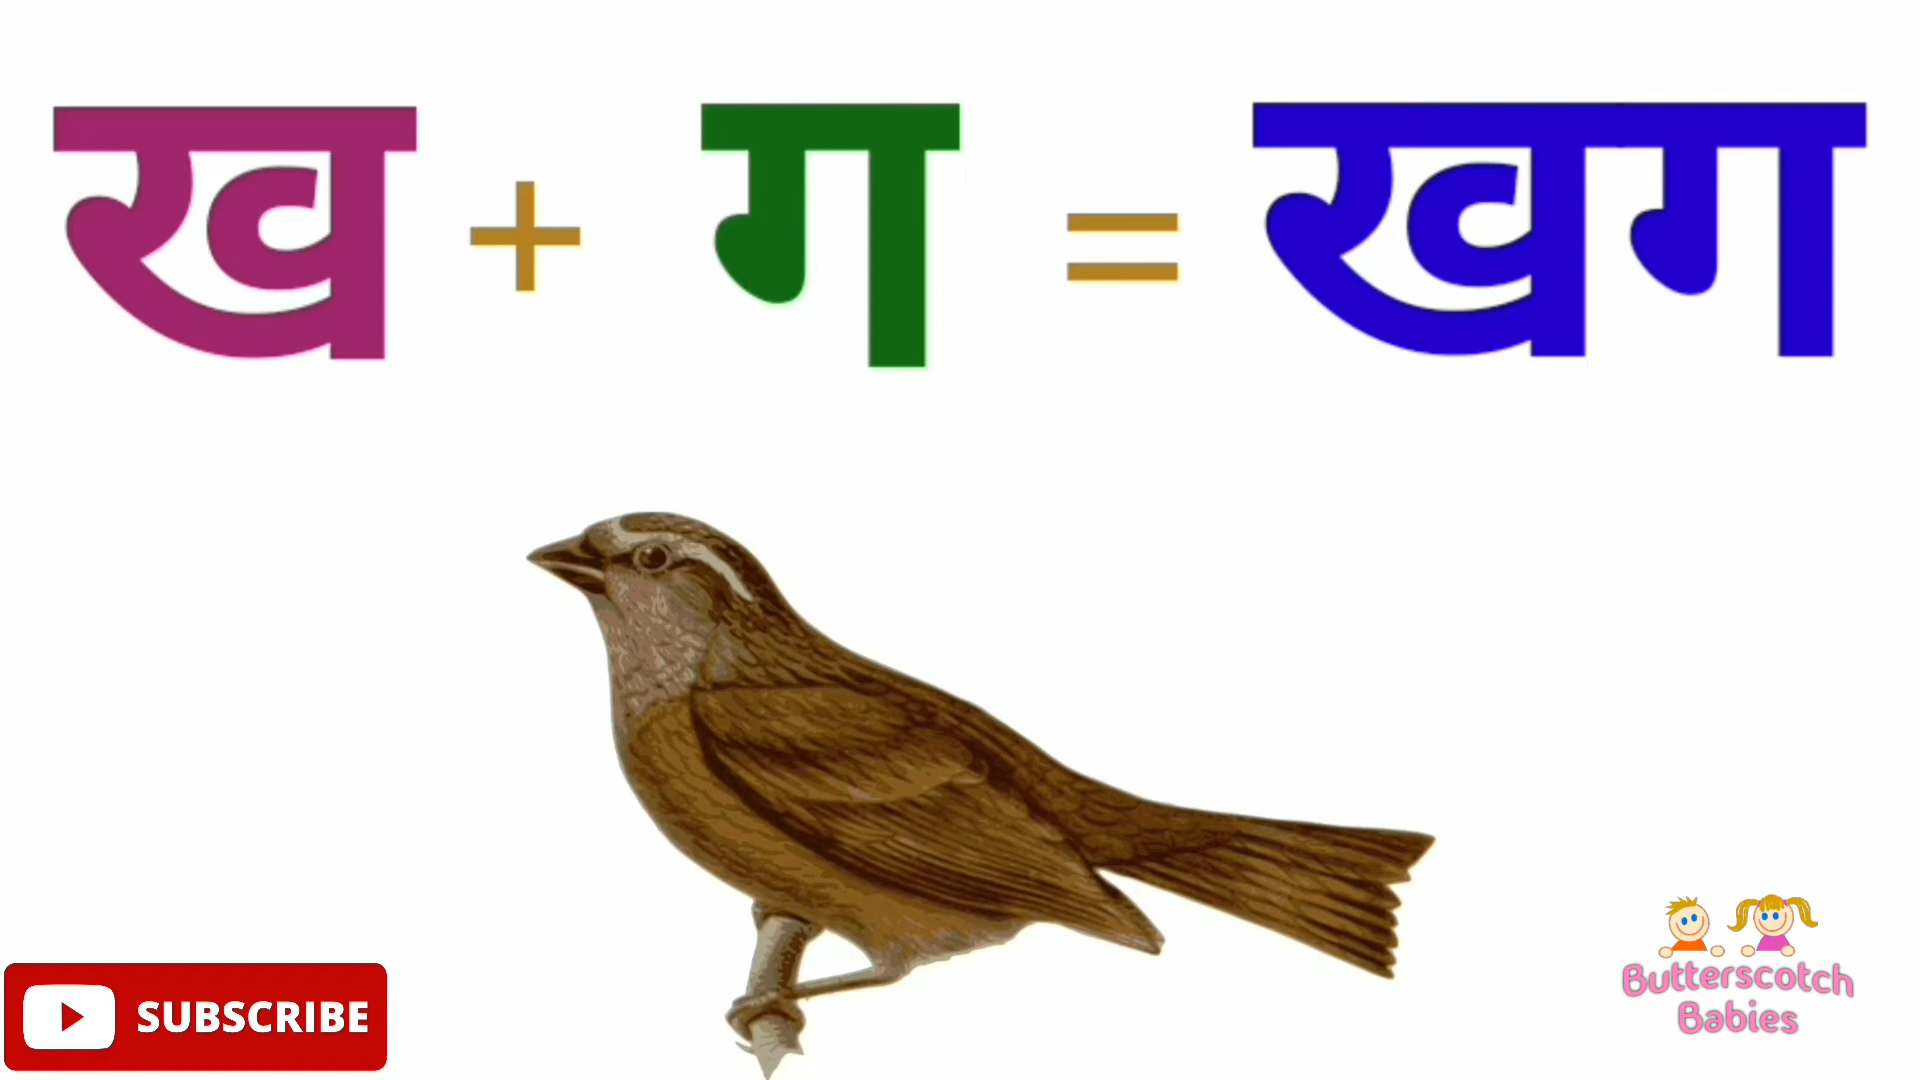 ख + ग = खग
SUBSCRIBE
Butterscotch
Babies